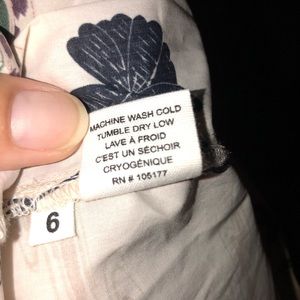 MACHINE WASH COLD
TUMBLE DRY LOW
LAVE À FROID
C'EST UN SÉCHOIR
CRYOGÉNIQUE
RN # 105177
6